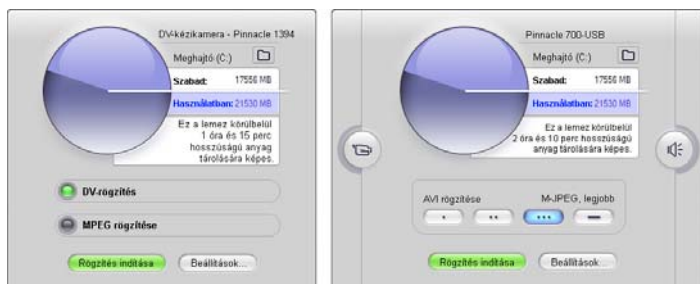 DV-kézikamera - Pinnacle 1394
Meghajtó (C:)
Szabad: 17556 MB
Használatban: 21530 MB
Ez a lemez körülbelül
1 óra és 15 perc
hosszúságú anyag
tárolására képes.
DV-rögzítés
MPEG rögzítése
Rögzítés indítása
Beállítások...
Pinnacle 700-USB
Meghajtó (C:)
Szabad: 17556 MB
Használatban: 21530 MB
Ez a lemez körülbelül
2 óra és 10 perc hosszúságú
anyag tárolására képes.
AVI rögzítése M-JPEG, legjobb
Rögzítés indítása
Beállítások...